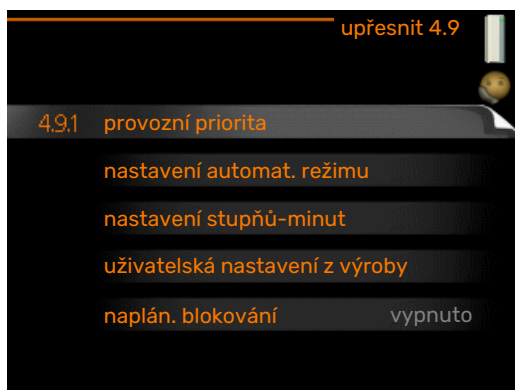 upřesnit 4.9
4.9.1 provozní priorita
nastavení automat. režimu
nastavení stupňů-minut
uživatelská nastavení z výroby
naplán. blokování vypnuto